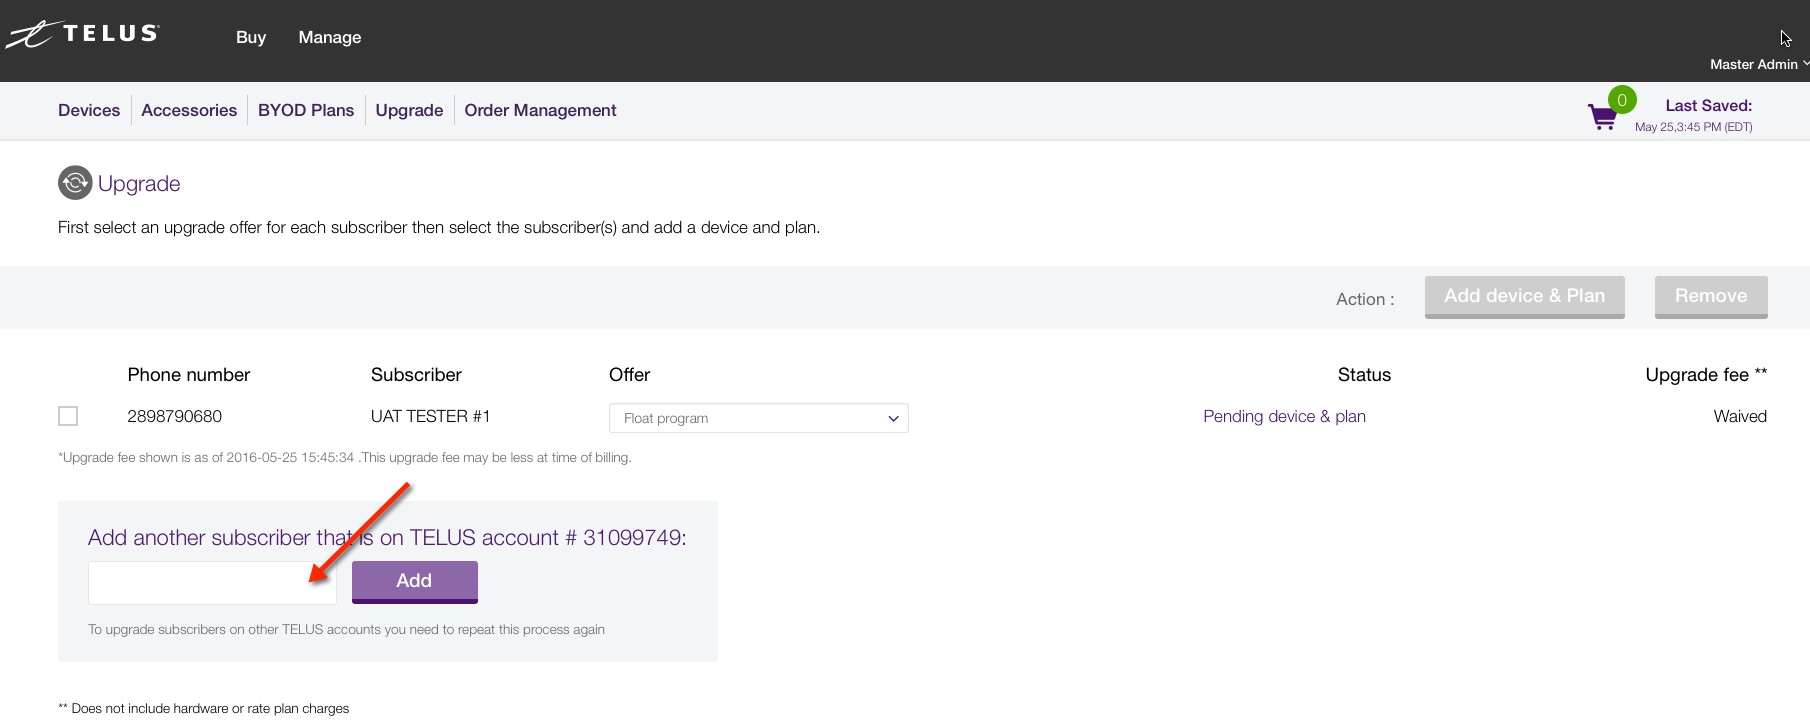 TELUS
Buy Manage
Master Admin
Devices Accessories BYOD Plans Upgrade Order Management
0
Last Saved:
May 25,3:45 PM (EDT)
Upgrade
First select an upgrade offer for each subscriber then select the subscriber(s) and add a device and plan.
Action : Add device & Plan Remove
Phone number Subscriber Offer Status Upgrade fee **
2898790680 UAT TESTER #1 Float program Pending device & plan Waived
*Upgrade fee shown is as of 2016-05-25 15:45:34 .This upgrade fee may be less at time of billing.
Add another subscriber that is on TELUS account # 31099749:
Add
To upgrade subscribers on other TELUS accounts you need to repeat this process again
** Does not include hardware or rate plan charges